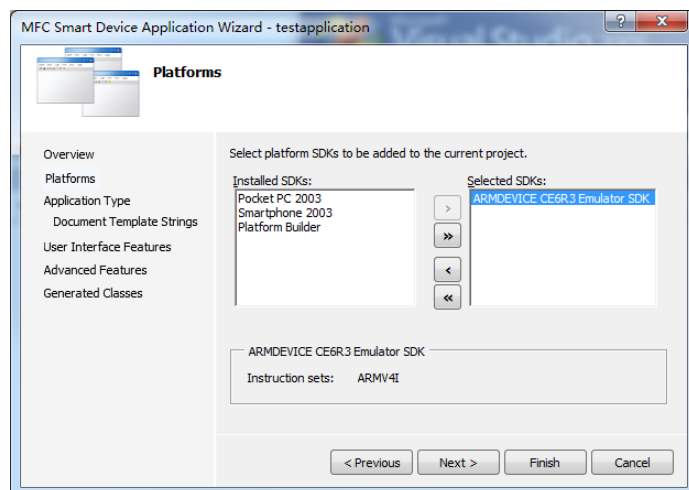 MFC Smart Device Application Wizard - testapplication
Platforms
Overview
Platforms
Application Type
Document Template Strings
User Interface Features
Advanced Features
Generated Classes
Select platform SDKs to be added to the current project.
Installed SDKs:
Pocket PC 2003
Smartphone 2003
Platform Builder
>
»
<
«
Selected SDKs:
ARMDEVICE CE6R3 Emulator SDK
ARMDEVICE CE6R3 Emulator SDK
Instruction sets: ARMV4I
< Previous
Next >
Finish
Cancel